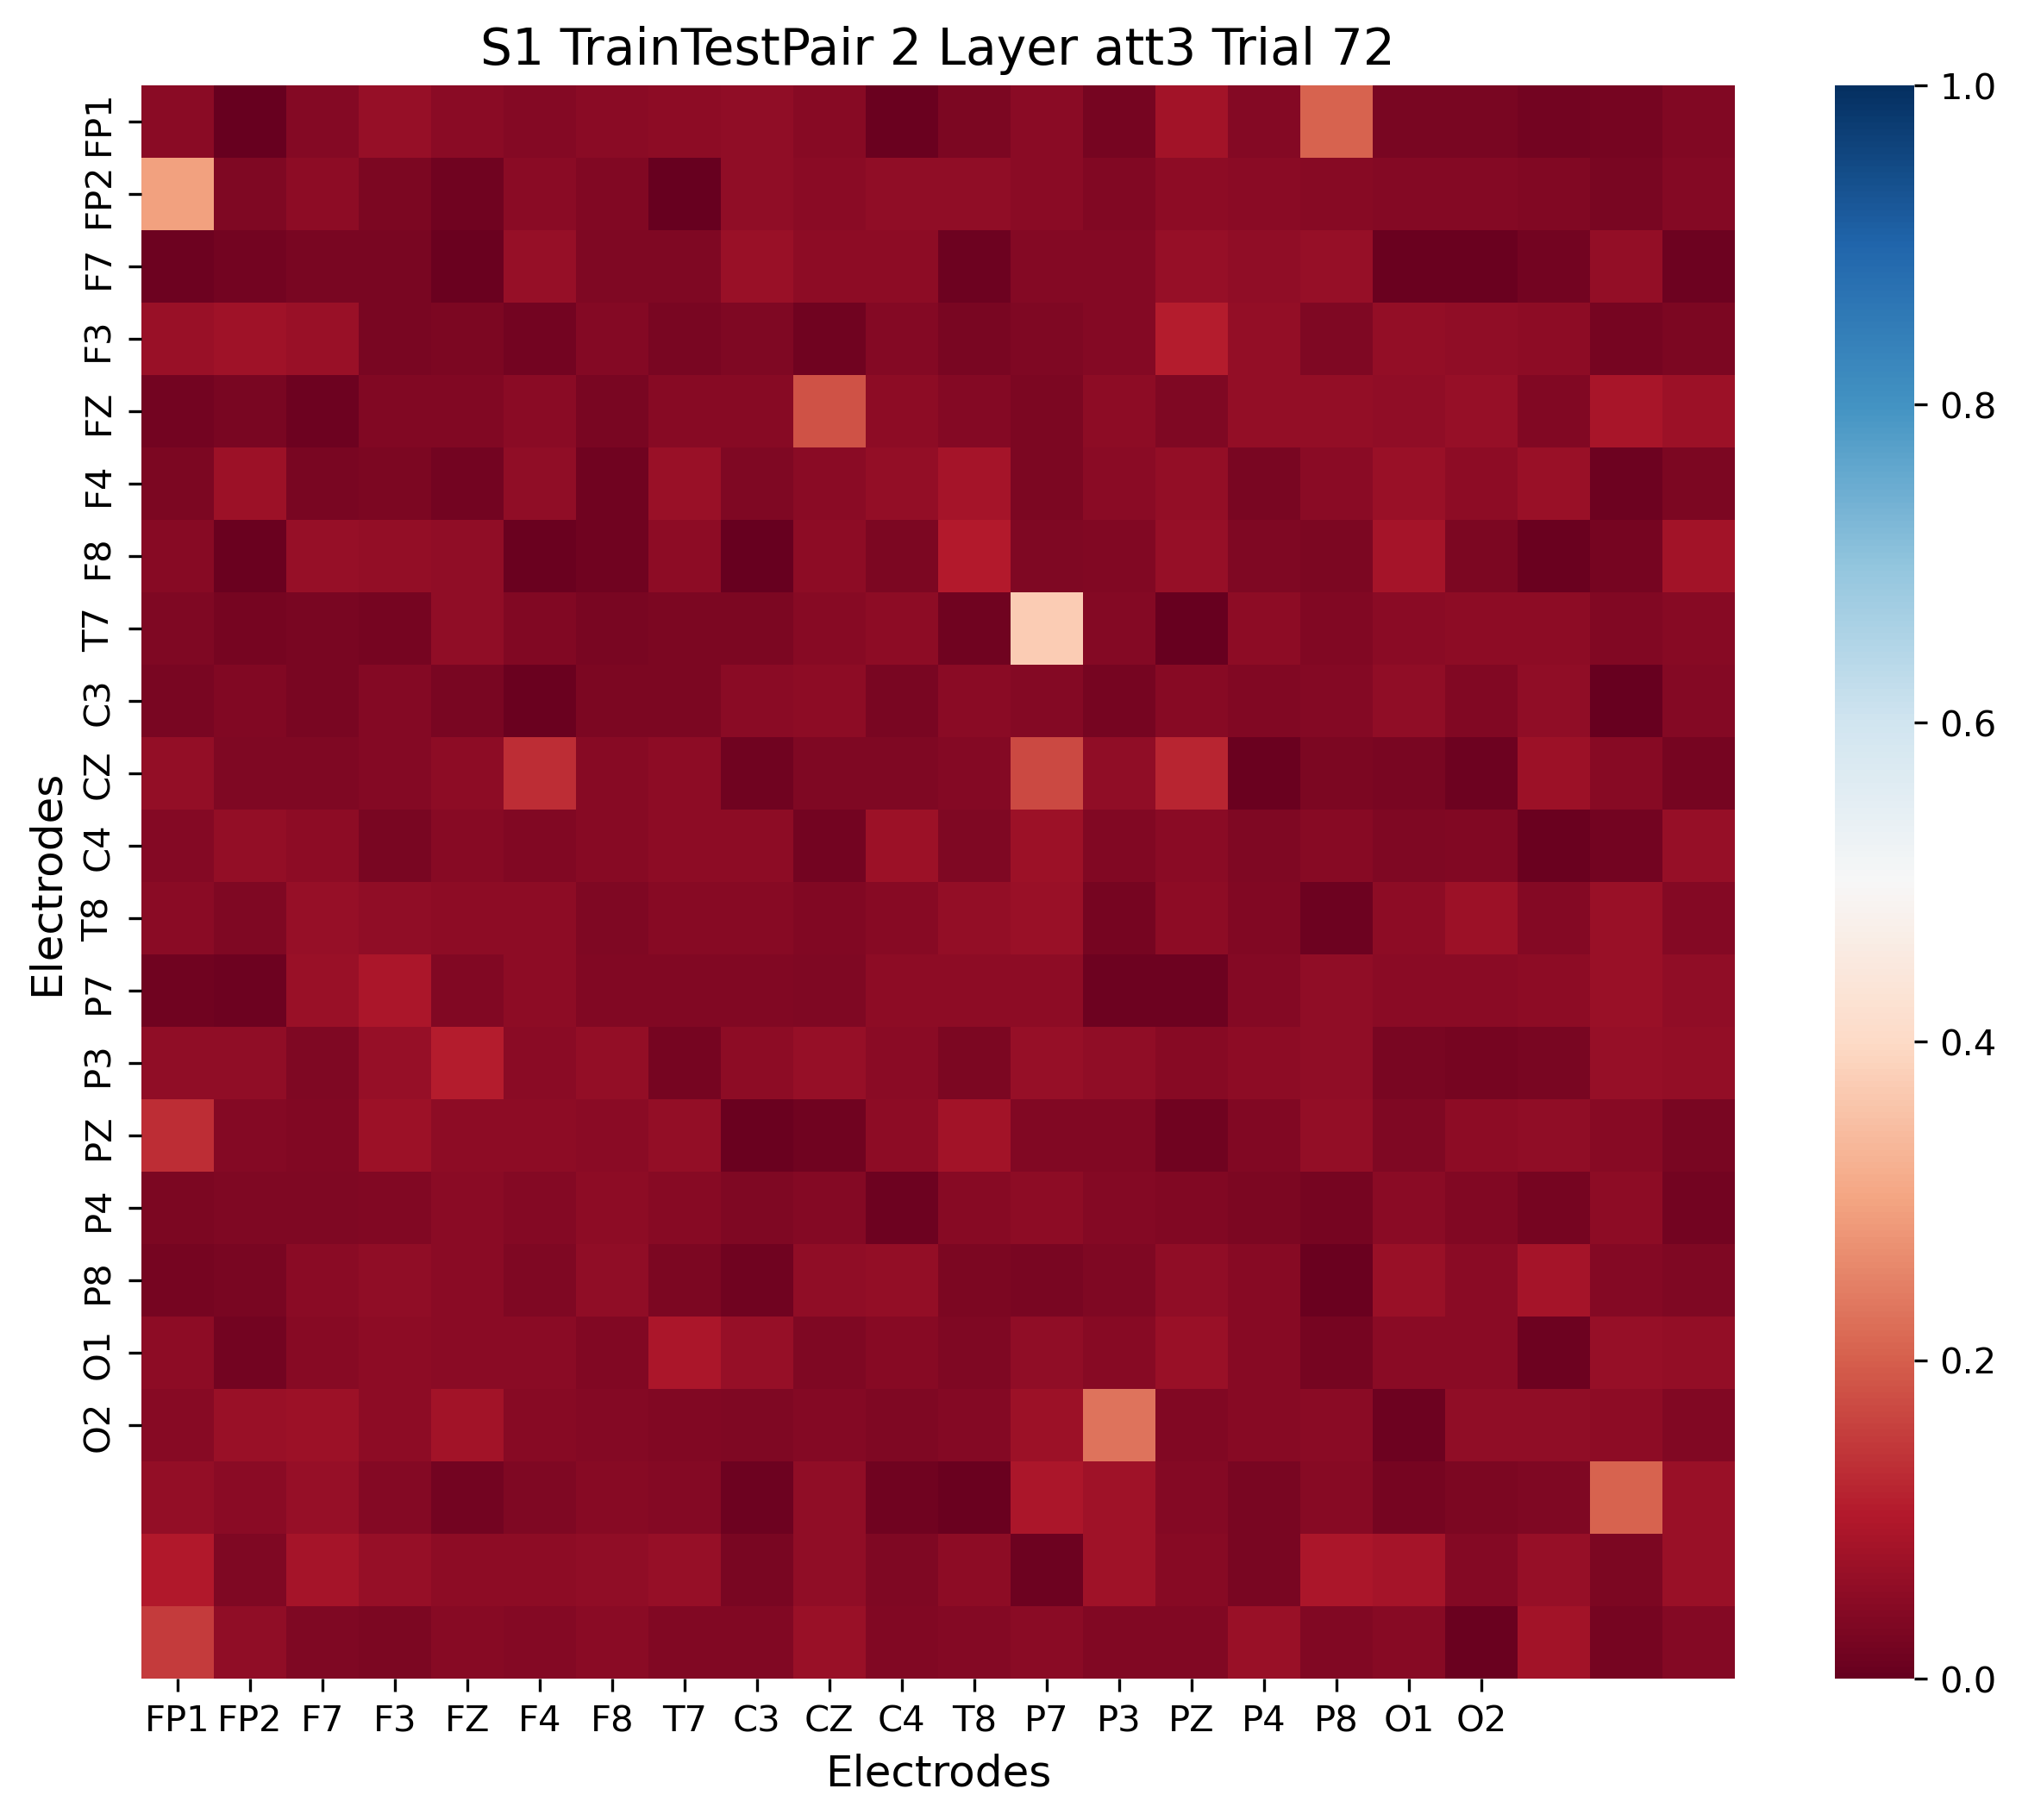 S1 TrainTestPair 2 Layer att3 Trial 72
Electrodes
FP1
FP2
F7
F3
FZ
F4
F8
T7
C3
CZ
C4
T8
P7
P3
PZ
P4
P8
O1
O2
FP1 FP2 F7 F3 FZ F4 F8 T7 C3 CZ C4 T8 P7 P3 PZ P4 P8 O1 O2
Electrodes
1.0
0.8
0.6
0.4
0.2
0.0